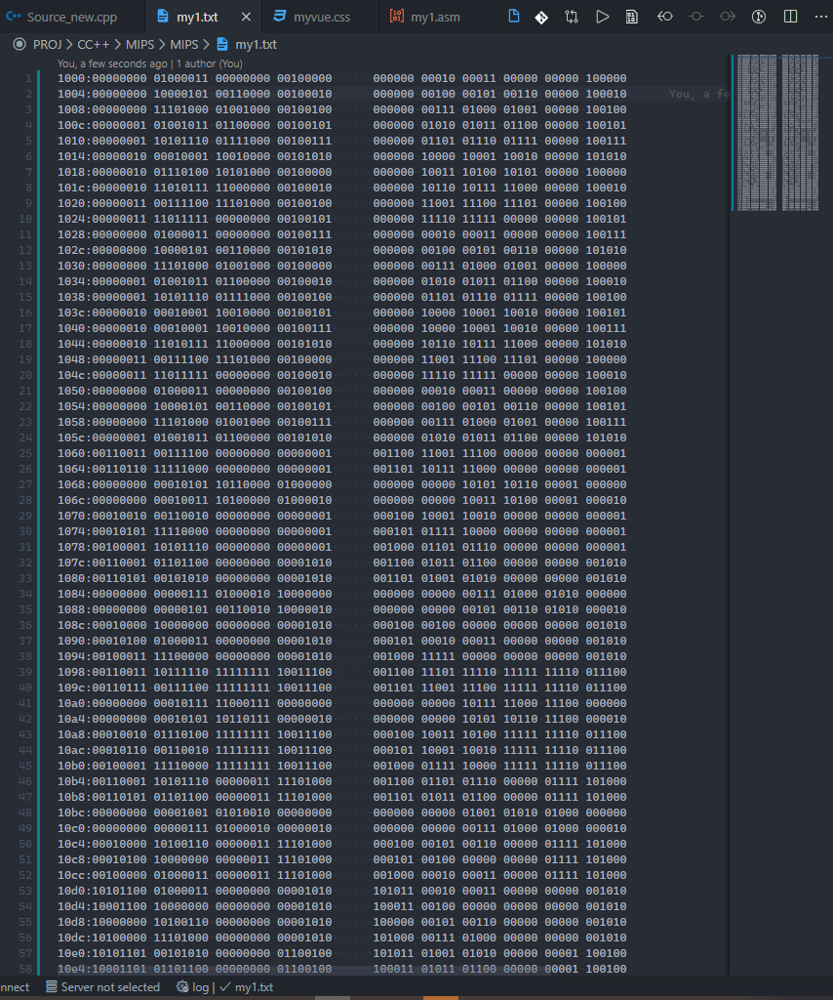 Source_new.cpp my1.txt × myvue.css my1.asm
PROJ > CC++ > MIPS > MIPS > my1.txt
You, a few seconds ago | 1 author (You)
1 1000:00000000 01000011 00000000 00100000 000000 00010 00011 00000 00000 100000
2 1004:00000000 10000101 00110000 00100010 000000 00100 00101 00110 00000 100010 You, a fe
3 1008:00000000 11101000 01001000 00100100 000000 00111 01000 01001 00000 100100
4 100c:00000001 01001011 01100000 00100101 000000 01010 01011 01100 00000 100101
5 1010:00000001 10101110 01111000 00100111 000000 01101 01110 01111 00000 100111
6 1014:00000010 00010001 10010000 00101010 000000 10000 10001 10010 00000 101010
7 1018:00000010 01110100 10101000 00100000 000000 10011 10100 10101 00000 100000
8 101c:00000010 11010111 11000000 00100010 000000 10110 10111 11000 00000 100010
9 1020:00000011 00111100 11101000 00100100 000000 11001 11100 11101 00000 100100
10 1024:00000011 11011111 00000000 00100101 000000 11110 11111 00000 00000 100101
11 1028:00000000 01000011 00000000 00100111 000000 00010 00011 00000 00000 100111
12 102c:00000000 10000101 00110000 00101010 000000 00100 00101 00110 00000 101010
13 1030:00000000 11101000 01001000 00100000 000000 00111 01000 01001 00000 100000
14 1034:00000001 01001011 01100000 00100010 000000 01010 01011 01100 00000 100010
15 1038:00000001 10101110 01111000 00100100 000000 01101 01110 01111 00000 100100
16 103c:00000010 00010001 10010000 00100101 000000 10000 10001 10010 00000 100101
17 1040:00000010 00010001 10010000 00100111 000000 10000 10001 10010 00000 100111
18 1044:00000010 11010111 11000000 00101010 000000 10110 10111 11000 00000 101010
19 1048:00000011 00111100 11101000 00100000 000000 11001 11100 11101 00000 100000
20 104c:00000011 11011111 00000000 00100010 000000 11110 11111 00000 00000 100010
21 1050:00000000 01000011 00000000 00100100 000000 00010 00011 00000 00000 100100
22 1054:00000000 10000101 00110000 00100101 000000 00100 00101 00110 00000 100101
23 1058:00000000 11101000 01001000 00100111 000000 00111 01000 01001 00000 100111
24 105c:00000001 01001011 01100000 00101010 000000 01010 01011 01100 00000 101010
25 1060:00110011 00111100 00000000 00000001 001100 11001 11100 00000 00000 000001
26 1064:00110110 11111000 00000000 00000001 001101 10111 11000 00000 00000 000001
27 1068:00000000 00010101 10110000 01000000 000000 00000 10101 10110 00001 000000
28 106c:00000000 00010011 10100000 01000010 000000 00000 10011 10100 00001 000010
29 1070:00010010 00110010 00000000 00000001 000100 10001 10010 00000 00000 000001
30 1074:00010101 11110000 00000000 00000001 000101 01111 10000 00000 00000 000001
31 1078:00100001 10101110 00000000 00000001 001000 01101 01110 00000 00000 000001
32 107c:00110001 01101100 00000000 00001010 001100 01011 01100 00000 00000 001010
33 1080:00110101 00101010 00000000 00001010 001101 01001 01010 00000 00000 001010
34 1084:00000000 00000111 01000010 10000000 000000 00000 00111 01000 01010 000000
35 1088:00000000 00000101 00110010 10000010 000000 00000 00101 00110 01010 000010
36 108c:00010000 10000000 00000000 00001010 000100 00100 00000 00000 00000 001010
37 1090:00010100 01000011 00000000 00001010 000101 00010 00011 00000 00000 001010
38 1094:00100011 11100000 00000000 00001010 001000 11111 00000 00000 00000 001010
39 1098:00110011 10111110 11111111 10011100 001100 11101 11110 11111 11110 011100
40 109c:00110111 00111100 11111111 10011100 001101 11001 11100 11111 11110 011100
41 10a0:00000000 00010111 11000111 00000000 000000 00000 10111 11000 11100 000000
42 10a4:00000000 00010101 10110111 00000010 000000 00000 10101 10110 11100 000010
43 10a8:00010010 01110100 11111111 10011100 000100 10011 10100 11111 11110 011100
44 10ac:00010110 00110010 11111111 10011100 000101 10001 10010 11111 11110 011100
45 10b0:00100001 11110000 11111111 10011100 001000 01111 10000 11111 11110 011100
46 10b4:00110001 10101110 00000011 11101000 001100 01101 01110 00000 01111 101000
47 10b8:00110101 01101100 00000011 11101000 001101 01011 01100 00000 01111 101000
48 10bc:00000000 00001001 01010010 00000000 000000 00000 01001 01010 01000 000000
49 10c0:00000000 00000111 01000010 00000010 000000 00000 00111 01000 01000 000010
50 10c4:00010000 10100110 00000011 11101000 000100 00101 00110 00000 01111 101000
51 10c8:00010100 10000000 00000011 11101000 000101 00100 00000 00000 01111 101000
52 10cc:00100000 01000011 00000011 11101000 001000 00010 00011 00000 01111 101000
53 10d0:10101100 01000011 00000000 00001010 101011 00010 00011 00000 00000 001010
54 10d4:10001100 10000000 00000000 00001010 100011 00100 00000 00000 00000 001010
55 10d8:10000000 10100110 00000000 00001010 100000 00101 00110 00000 00000 001010
56 10dc:10100000 11101000 00000000 00001010 101000 00111 01000 00000 00000 001010
57 10e0:10101101 00101010 00000000 01100100 101011 01001 01010 00000 00001 100100
58 10e4:10001101 01101100 00000000 01100100 100011 01011 01100 00000 00001 100100
nnect Server not selected log | ✓ my1.txt